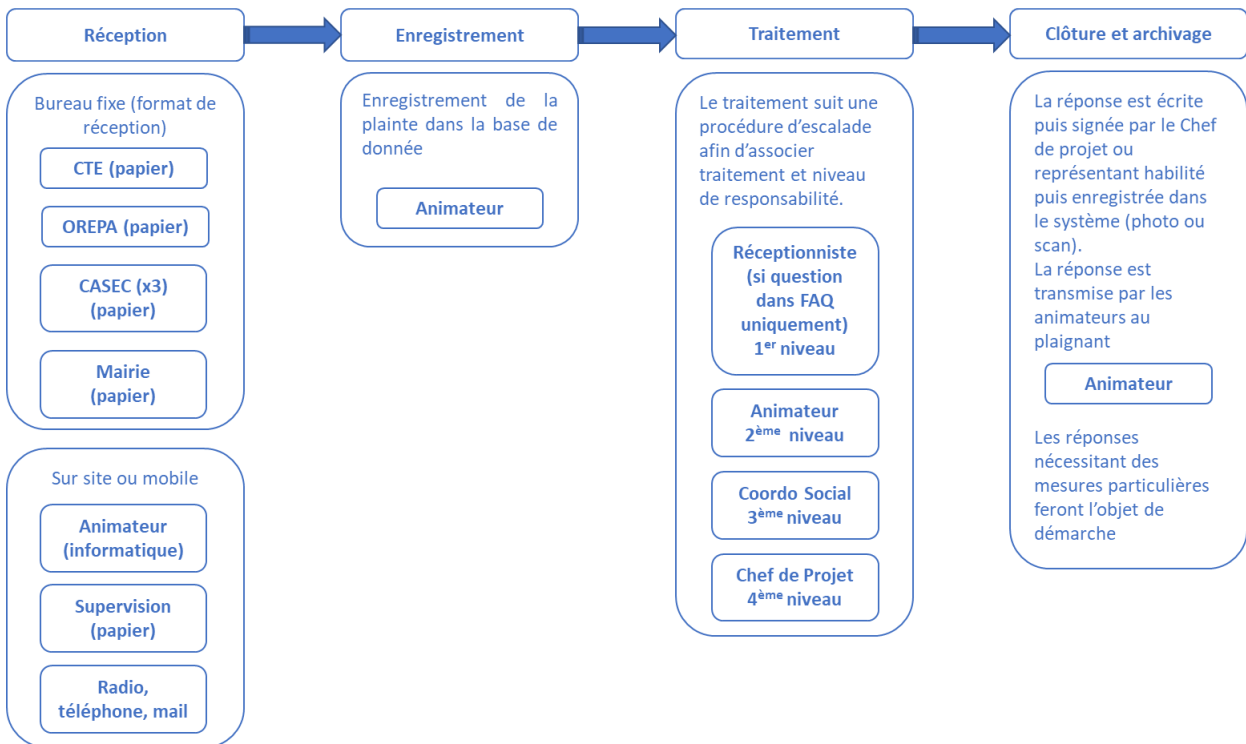 Réception
Enregistrement
Traitement
Clôture et archivage
Bureau fixe (format de
réception)
CTE (papier)
OREPA (papier)
CASEC (x3)
(papier)
Mairie
(papier)
Sur site ou mobile
Animateur
(informatique)
Supervision
(papier)
Radio,
téléphone, mail
Enregistrement de la
plainte dans la base de
donnée
Animateur
Le traitement suit une
procédure d’escalade
afin d’associer
traitement et niveau
de responsabilité.
Réceptionniste
(si question
dans FAQ
uniquement)
1er niveau
Animateur
2ème niveau
Coordo Social
3ème niveau
Chef de Projet
4ème niveau
La réponse est écrite
puis signée par le Chef
de projet ou
représentant habilité
puis enregistrée dans
le système (photo ou
scan).
La réponse est
transmise par les
animateurs au
plaignant
Animateur
Les réponses
nécessitant des
mesures particulières
feront l’objet de
démarche